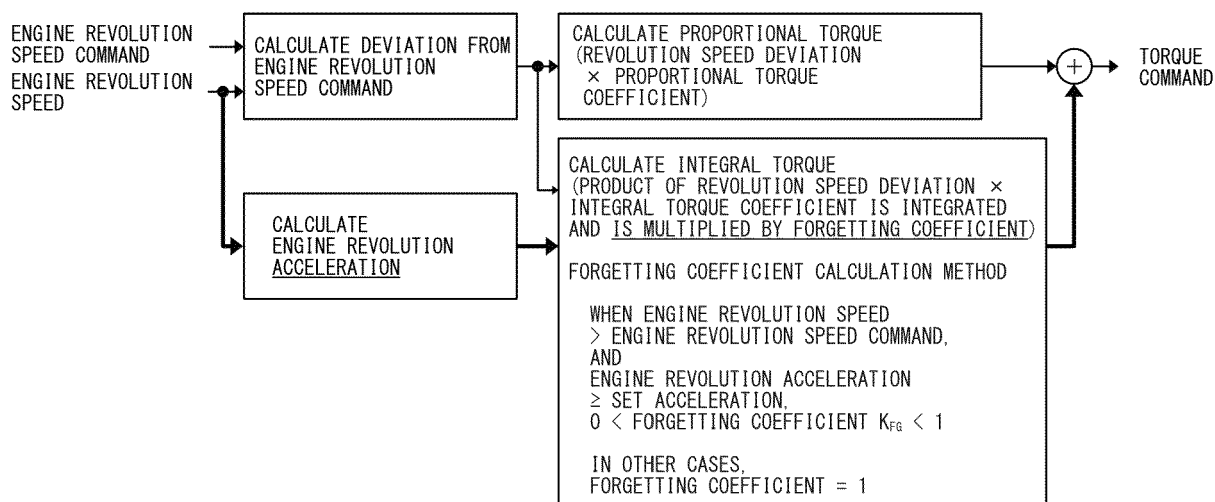 ENGINE REVOLUTION
SPEED COMMAND
ENGINE REVOLUTION
SPEED
CALCULATE DEVIATION FROM
ENGINE REVOLUTION
SPEED COMMAND
CALCULATE PROPORTIONAL TORQUE
(REVOLUTION SPEED DEVIATION
× PROPORTIONAL TORQUE
COEFFICIENT)
+
TORQUE
COMMAND
CALCULATE
ENGINE REVOLUTION
ACCELERATION
CALCULATE INTEGRAL TORQUE
(PRODUCT OF REVOLUTION SPEED DEVIATION ×
INTEGRAL TORQUE COEFFICIENT IS INTEGRATED
AND IS MULTIPLIED BY FORGETTING COEFFICIENT)
FORGETTING COEFFICIENT CALCULATION METHOD
WHEN ENGINE REVOLUTION SPEED
> ENGINE REVOLUTION SPEED COMMAND,
AND
ENGINE REVOLUTION ACCELERATION
≥ SET ACCELERATION,
0 < FORGETTING COEFFICIENT KFG < 1
IN OTHER CASES,
FORGETTING COEFFICIENT = 1